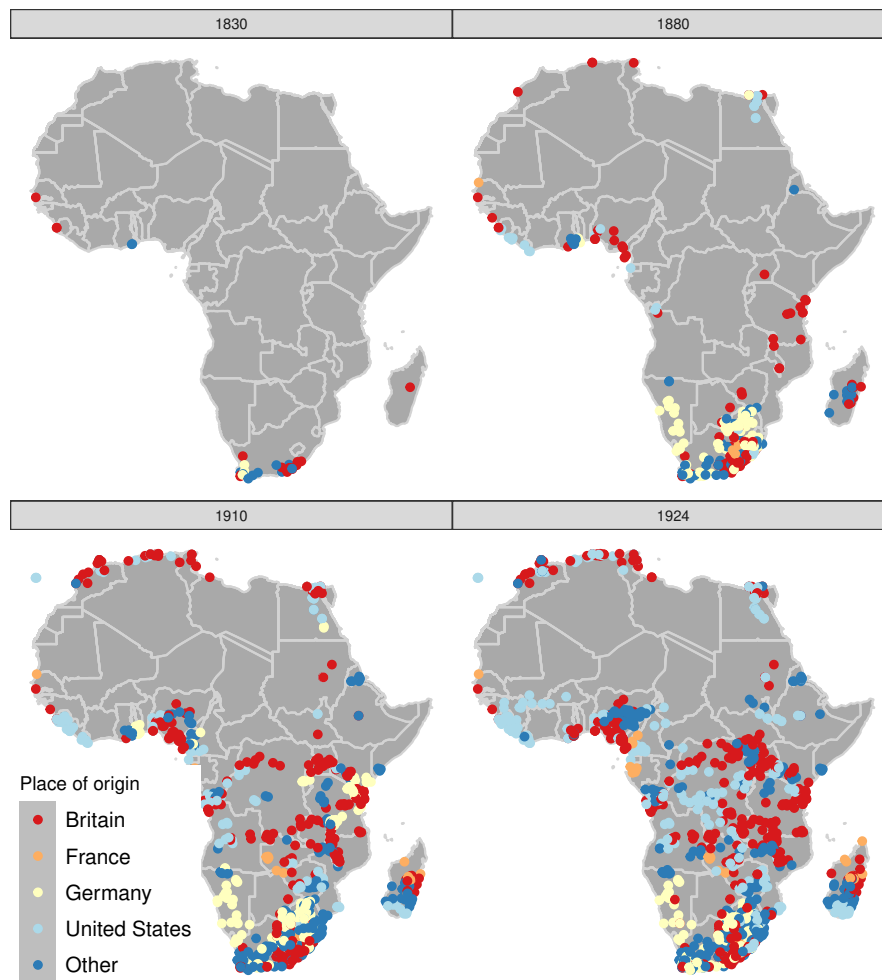 1830
1880
1910
1924
Place of origin
Britain
France
Germany
United States
Other